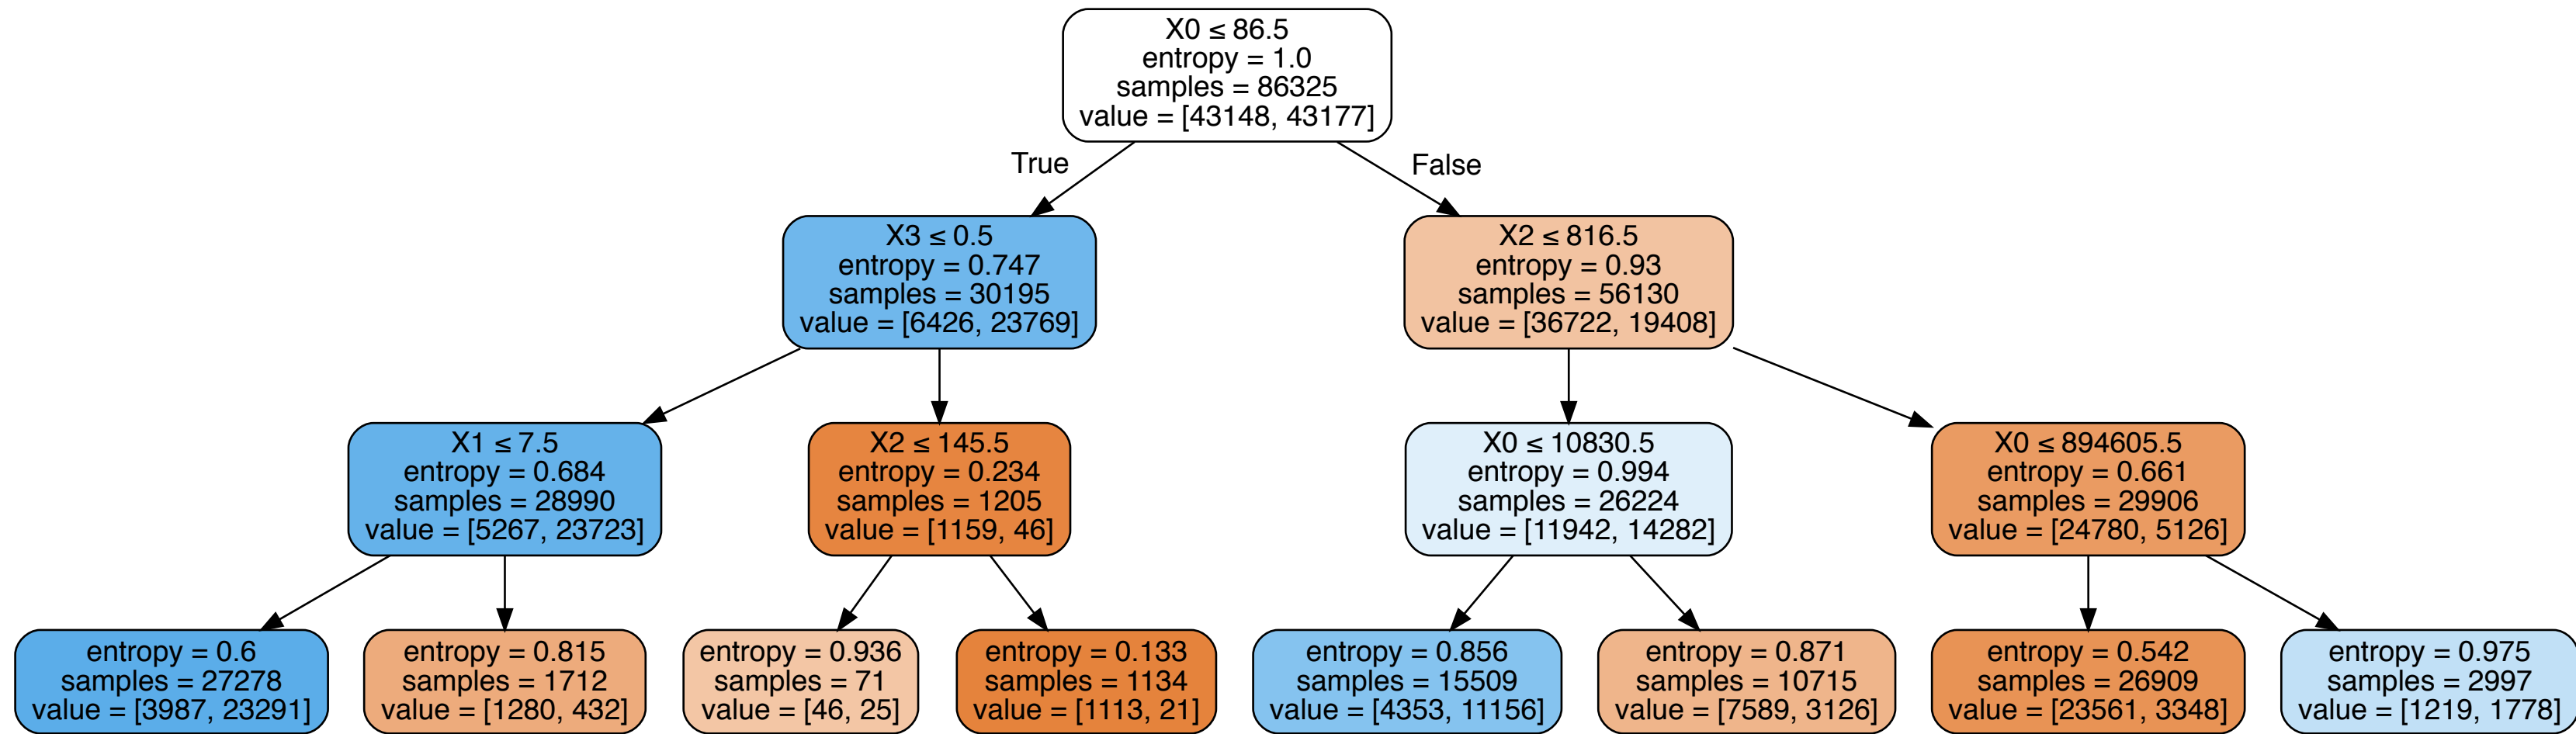 X0 ≤ 86.5
entropy = 1.0
samples = 86325
value = [43148, 43177]
True
False
X3 ≤ 0.5
entropy = 0.747
samples = 30195
value = [6426, 23769]
X2 ≤ 816.5
entropy = 0.93
samples = 56130
value = [36722, 19408]
X1 ≤ 7.5
entropy = 0.684
samples = 28990
value = [5267, 23723]
X2 ≤ 145.5
entropy = 0.234
samples = 1205
value = [1159, 46]
X0 ≤ 10830.5
entropy = 0.994
samples = 26224
value = [11942, 14282]
X0 ≤ 894605.5
entropy = 0.661
samples = 29906
value = [24780, 5126]
entropy = 0.6
samples = 27278
value = [3987, 23291]
entropy = 0.815
samples = 1712
value = [1280, 432]
entropy = 0.936
samples = 71
value = [46, 25]
entropy = 0.133
samples = 1134
value = [1113, 21]
entropy = 0.856
samples = 15509
value = [4353, 11156]
entropy = 0.871
samples = 10715
value = [7589, 3126]
entropy = 0.542
samples = 26909
value = [23561, 3348]
entropy = 0.975
samples = 2997
value = [1219, 1778]